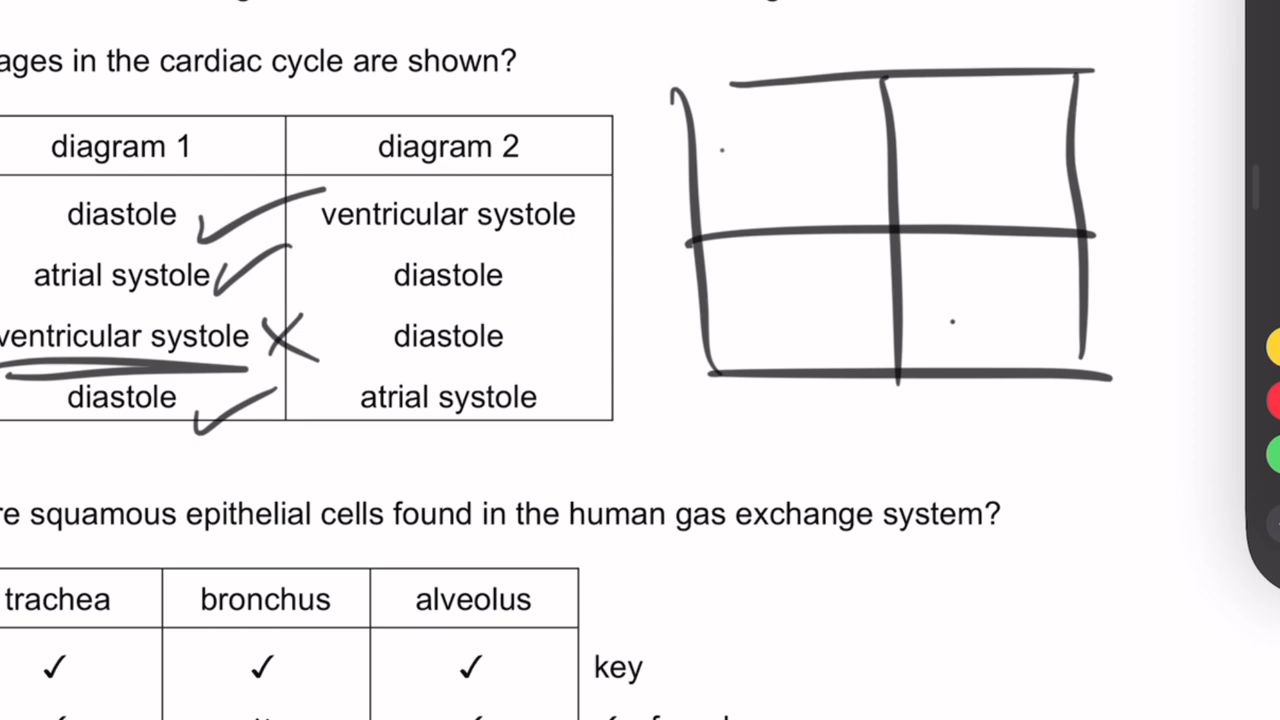 ages in the cardiac cycle are shown?
diagram 1 diagram 2
diastole ventricular systole
atrial systole diastole
ventricular systole diastole
diastole atrial systole
re squamous epithelial cells found in the human gas exchange system?
trachea bronchus alveolus
✓ ✓ ✓ key